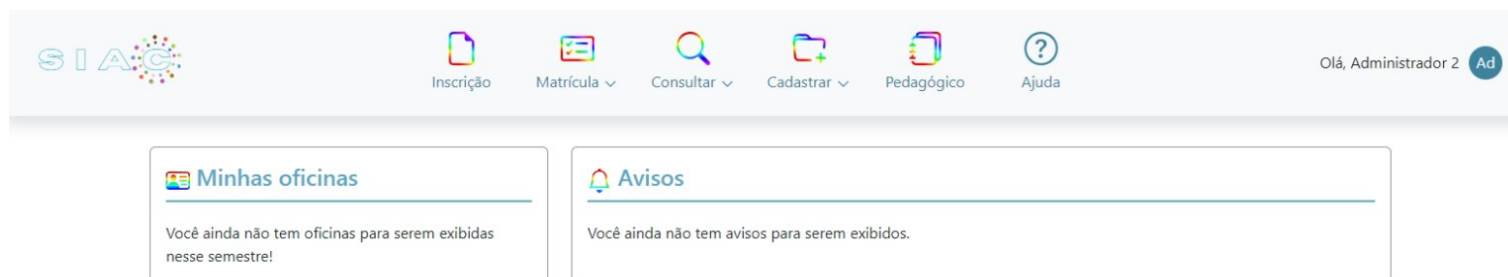 SIAC
Inscrição
Matrícula
Consultar
Cadastrar
Pedagógico
Ajuda
Olá, Administrador 2
Ad
Minhas oficinas
Você ainda não tem oficinas para serem exibidas
nesse semestre!
Avisos
Você ainda não tem avisos para serem exibidos.